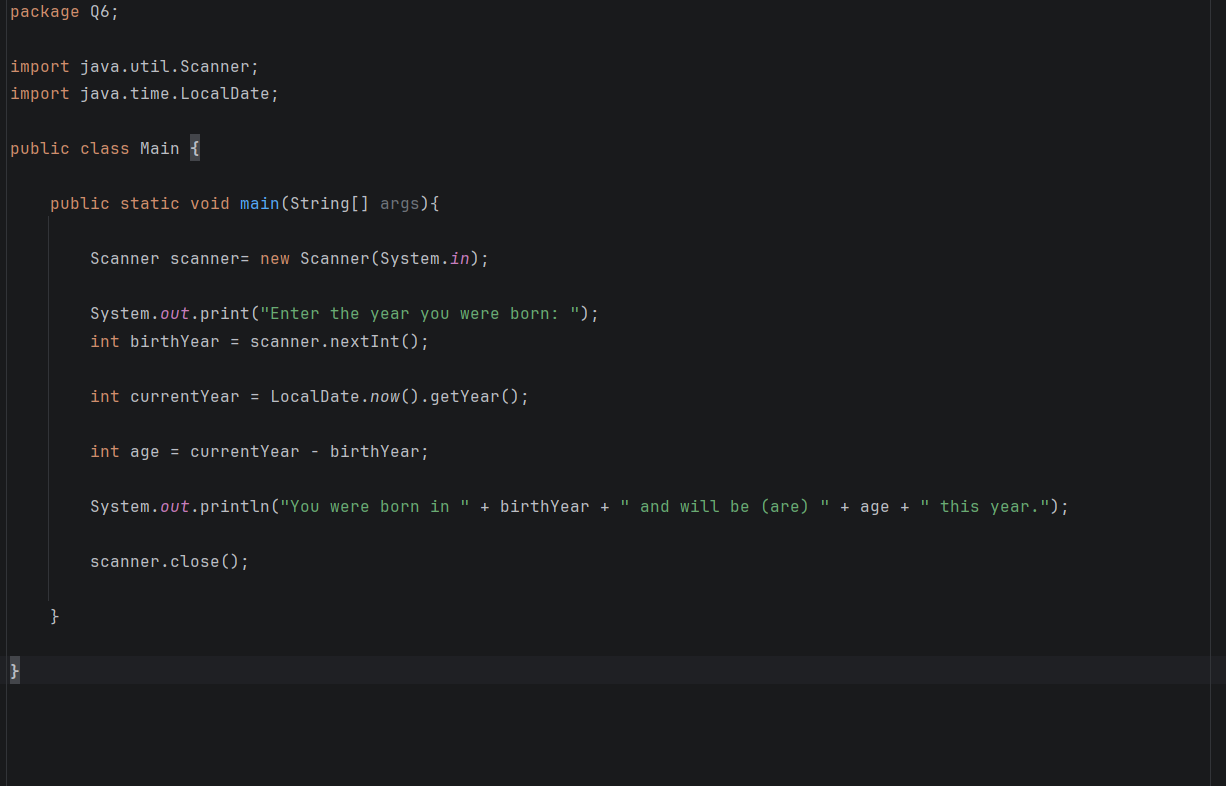 package Q6;
import java.util.Scanner;
import java.time.LocalDate;
public class Main {
public static void main(String[] args){
Scanner scanner= new Scanner(System.in);
System.out.print("Enter the year you were born: ");
int birthYear = scanner.nextInt();
int currentYear = LocalDate.now().getYear();
int age = currentYear - birthYear;
System.out.println("You were born in " + birthYear + " and will be (are) " + age + " this year.");
scanner.close();
}
}